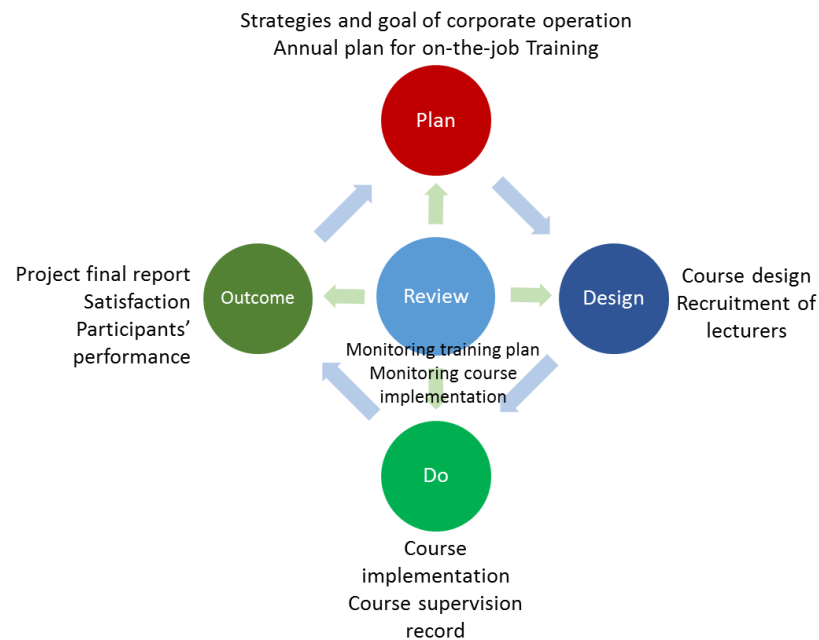 Strategies and goal of corporate operation
Annual plan for on-the-job Training
Plan
Project final report
Satisfaction
Participants'
performance
Outcome
Review
Monitoring training plan
Monitoring course
implementation
Design
Course design
Recruitment of
lecturers
Do
Course
implementation
Course supervision
record